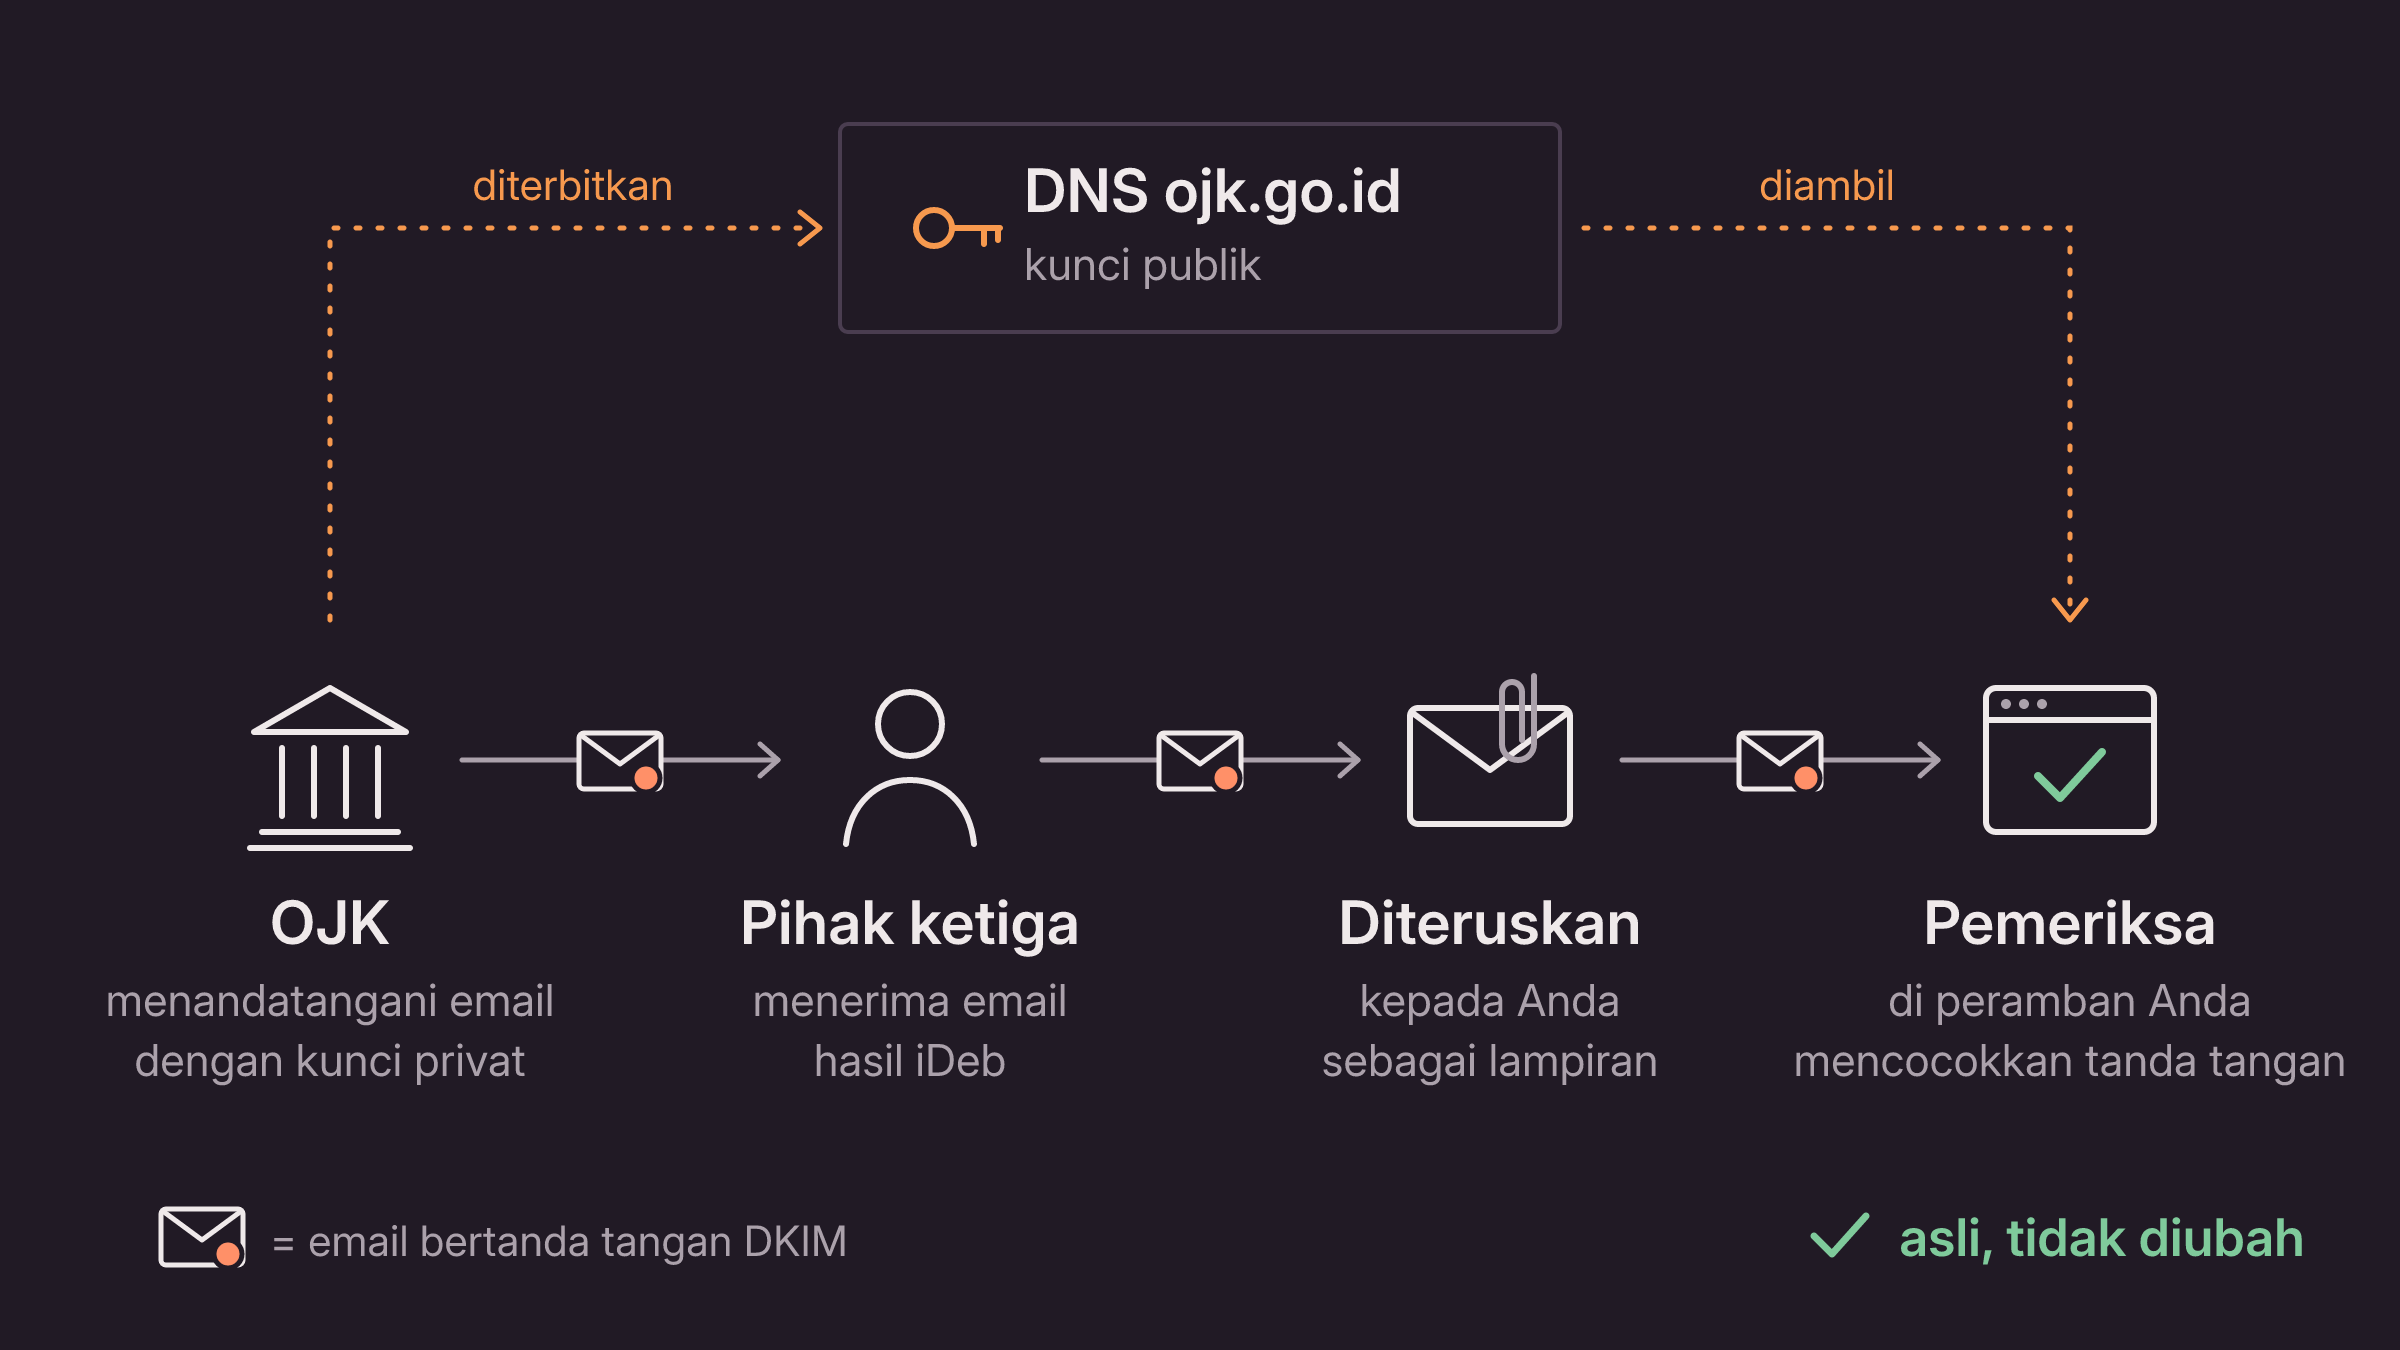 diterbitkan
DNS ojk.go.id
kunci publik
diambil
OJK
menandatangani email
dengan kunci privat
Pihak ketiga
menerima email
hasil iDeb
Diteruskan
kepada Anda
sebagai lampiran
Pemeriksa
di peramban Anda
mencocokkan tanda tangan
= email bertanda tangan DKIM
asli, tidak diubah